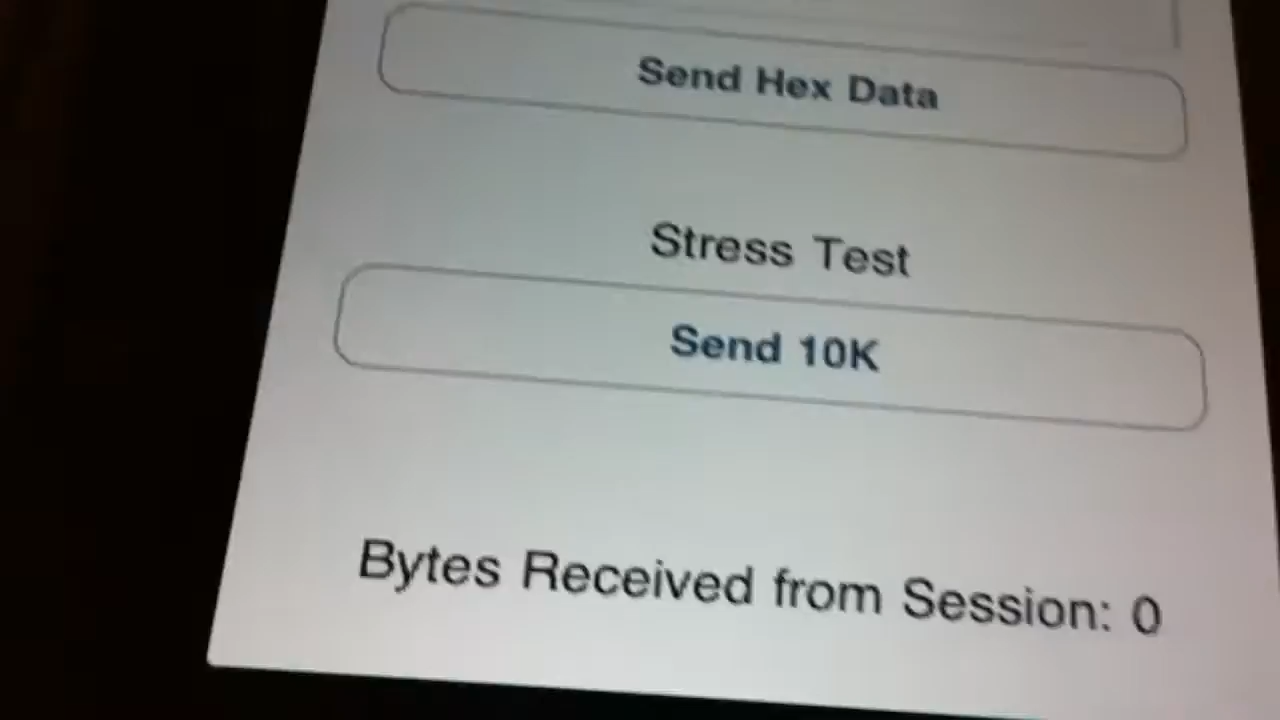 Send Hex Data
Stress Test
Send 10K
Bytes Received from Session: 0